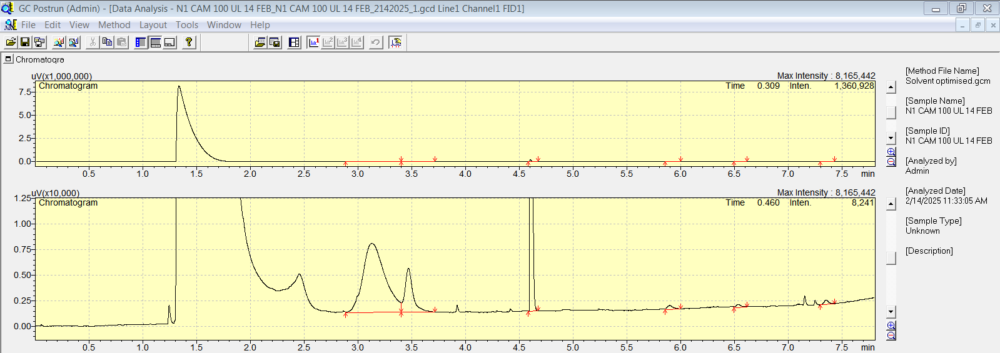 GC Postrun (Admin) - [Data Analysis - N1 CAM 100 UL 14 FEB_N1 CAM 100 UL 14 FEB_2142025_1.gcd Line1 Channel1 FID1]
File Edit View Method Layout Tools Window Help
Chromatogra
uV(x1,000,000)
Max Intensity : 8,165,442
Chromatogram
Time 0.309 Inten. 1,360,928
7.5
5.0
2.5
0.0
0.5 1.0 1.5 2.0 2.5 3.0 3.5 4.0 4.5 5.0 5.5 6.0 6.5 7.0 7.5 min
uV(x10,000)
Max Intensity : 8,165,442
Chromatogram
Time 0.460 Inten. 8,241
1.25
1.00
0.75
0.50
0.25
0.00
0.5 1.0 1.5 2.0 2.5 3.0 3.5 4.0 4.5 5.0 5.5 6.0 6.5 7.0 7.5 min
[Method File Name]
Solvent optimised.gcm
[Sample Name]
N1 CAM 100 UL 14 FEB
[Sample ID]
N1 CAM 100 UL 14 FEB
[Analyzed by]
Admin
[Analyzed Date]
2/14/2025 11:33:05 AM
[Sample Type]
Unknown
[Description]